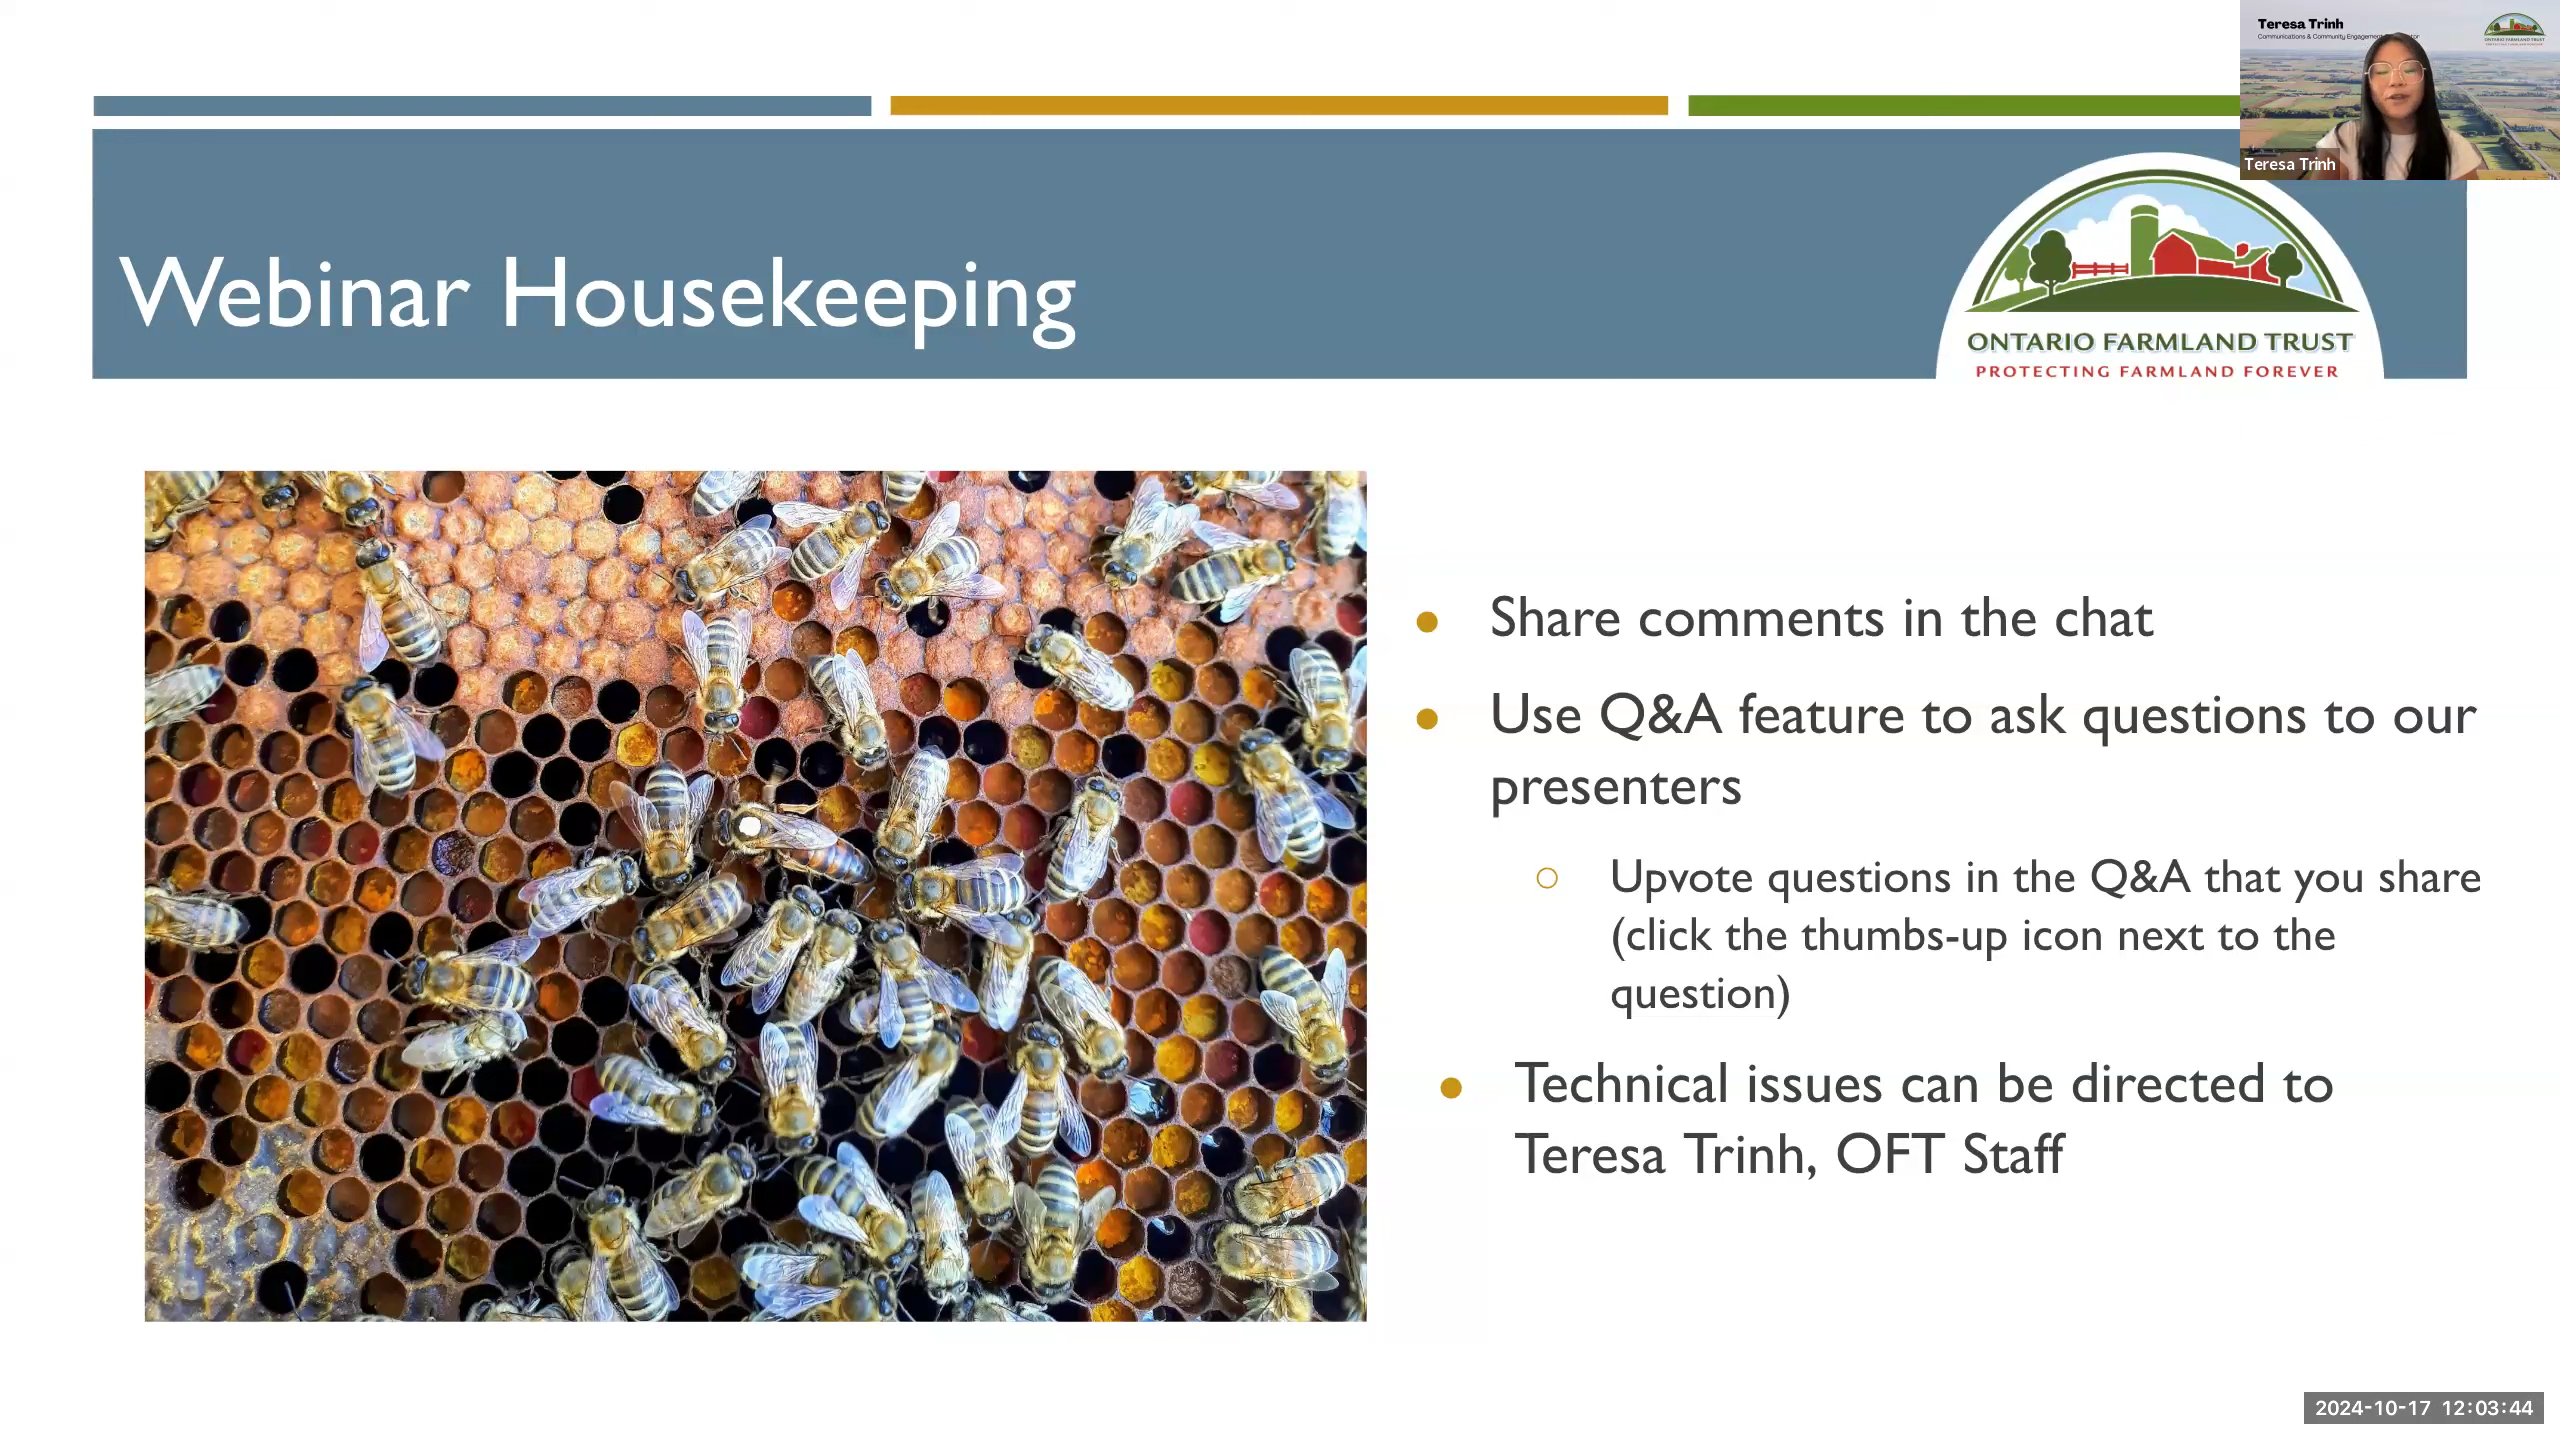 Teresa Trinh
Communications & Community Engagement
Teresa Trinh
Webinar Housekeeping
ONTARIO FARMLAND TRUST
PROTECTING FARMLAND FOREVER
● Share comments in the chat
● Use Q&A feature to ask questions to our
presenters
○ Upvote questions in the Q&A that you share
(click the thumbs-up icon next to the
question)
● Technical issues can be directed to
Teresa Trinh, OFT Staff
2024-10-17 12:03:44